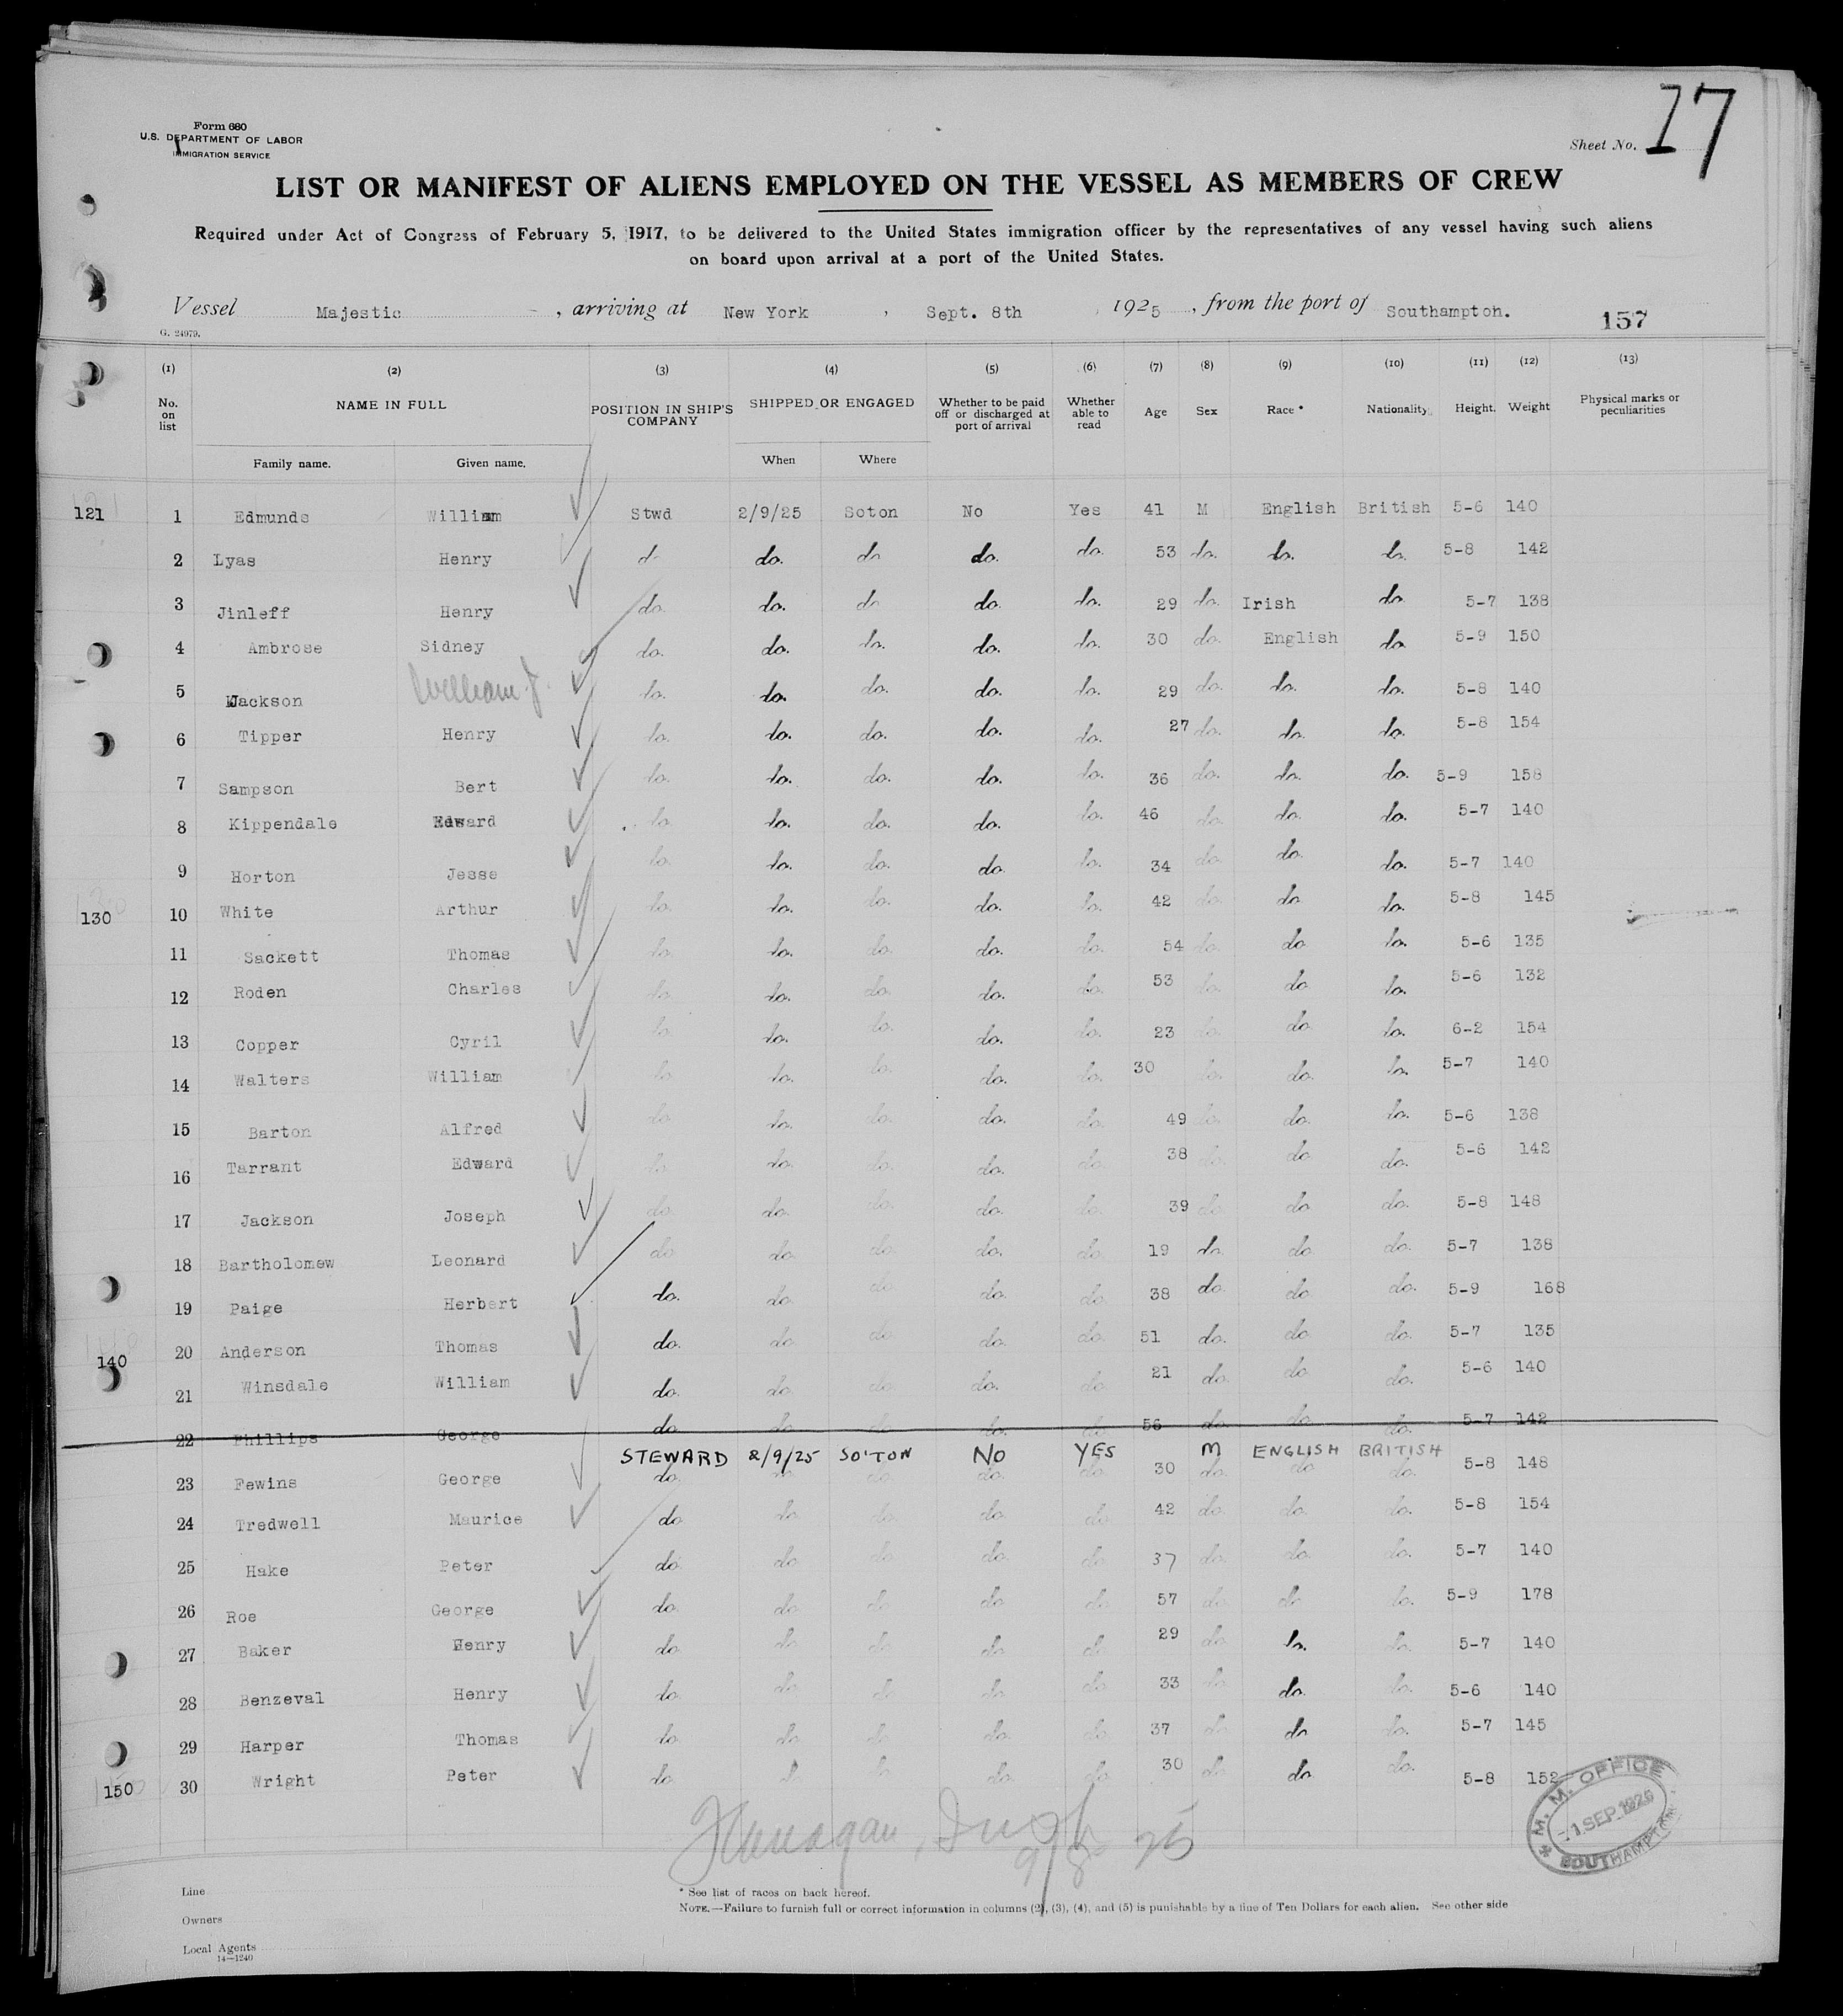 Form 680
U.S. DEPARTMENT OF LABOR
IMMIGRATION SERVICE
Sheet No. 17
LIST OR MANIFEST OF ALIENS EMPLOYED ON THE VESSEL AS MEMBERS OF CREW
Required under Act of Congress of February 5, 1917, to be delivered to the United States immigration officer by the representatives of any vessel having such aliens
on board upon arrival at a port of the United States.
Vessel Majestic, arriving at New York, Sept. 8th, 1925, from the port of Southampton. 157
G. 24979.
(1) (2) (3) (4) (5) (6) (7) (8) (9) (10) (11) (12) (13)
No. on list NAME IN FULL POSITION IN SHIP'S COMPANY SHIPPED OR ENGAGED Whether to be paid off or discharged at port of arrival Whether able to read Age Sex Race * Nationality. Height. Weight Physical marks or peculiarities
Family name. Given name. When Where
121 1 Edmunds William Stwd 2/9/25 Soton No Yes 41 M English British 5-6 140
2 Lyas Henry do do. do do. do. 53 do. do. do. 5-8 142
3 Jinleff Henry do. do. do do. do. 29 do. Irish do 5-7 138
4 Ambrose Sidney do. do. do. do. do. 30 do. English do 5-9 150
5 Jackson William J. do. do. do. do. do. 29 do. do. do. 5-8 140
6 Tipper Henry do. do. do. do. do. 27 do. do. do. 5-8 154
7 Sampson Bert do. do. do. do. do. 36 do. do. do. 5-9 158
8 Kippendale Edward do. do. do. do. do. 46 do. do. do. 5-7 140
9 Horton Jesse do. do. do. do. do. 34 do. do. do. 5-7 140
130 10 White Arthur do. do. do. do. do. 42 do. do. do. 5-8 145
11 Sackett Thomas do. do. do. do. do. 54 do. do do. 5-6 135
12 Roden Charles do. do. do. do. do. 53 do. do do. 5-6 132
13 Copper Cyril do. do. do. do. do. 23 do. do. do. 6-2 154
14 Walters William do. do. do. do. do. 30 do. do. do. 5-7 140
15 Barton Alfred do. do. do. do. do. 49 do. do. do. 5-6 138
16 Tarrant Edward do. do. do. do. do. 38 do. do do. 5-6 142
17 Jackson Joseph do. do. do. do. do. 39 do. do do. 5-8 148
18 Bartholomew Leonard do do. do. do. do. 19 do. do do. 5-7 138
19 Paige Herbert do. do. do do. do. 38 do. do do. 5-9 168
140 20 Anderson Thomas do. do. do do. do. 51 do. do do. 5-7 135
21 Winsdale William do. do. do do. do. 21 do. do do. 5-6 140
22 Phillips George do do do do. do 56 do. do do. 5-7 142
STEWARD 2/9/25 SO'TON NO YES M ENGLISH BRITISH
23 Fewins George do. do. do. do. do. 30 do. do. do. 5-8 148
24 Tredwell Maurice do do do do. do. 42 do. do. do. 5-8 154
25 Hake Peter do. do do do. do 37 do. do. do. 5-7 140
26 Roe George do. do. do do do. 57 do. do. do. 5-9 178
27 Baker Henry do. do. do. do. do. 29 do. do. do. 5-7 140
28 Benzeval Henry do. do. do. do. do. 33 do. do. do. 5-6 140
29 Harper Thomas do. do. do. do. do. 37 do. do do. 5-7 145
150 30 Wright Peter do. do. do. do. 30 do. do do. 5-8 152
Flanagan, Insp 9/8 25
M. M. OFFICE
1 SEP. 1925
SOUTHAMPTON
Line
Owners
Local Agents
14—1240
* See list of races on back hereof.
NOTE.—Failure to furnish full or correct information in columns (2), (3), (4), and (5) is punishable by a fine of Ten Dollars for each alien. See other side